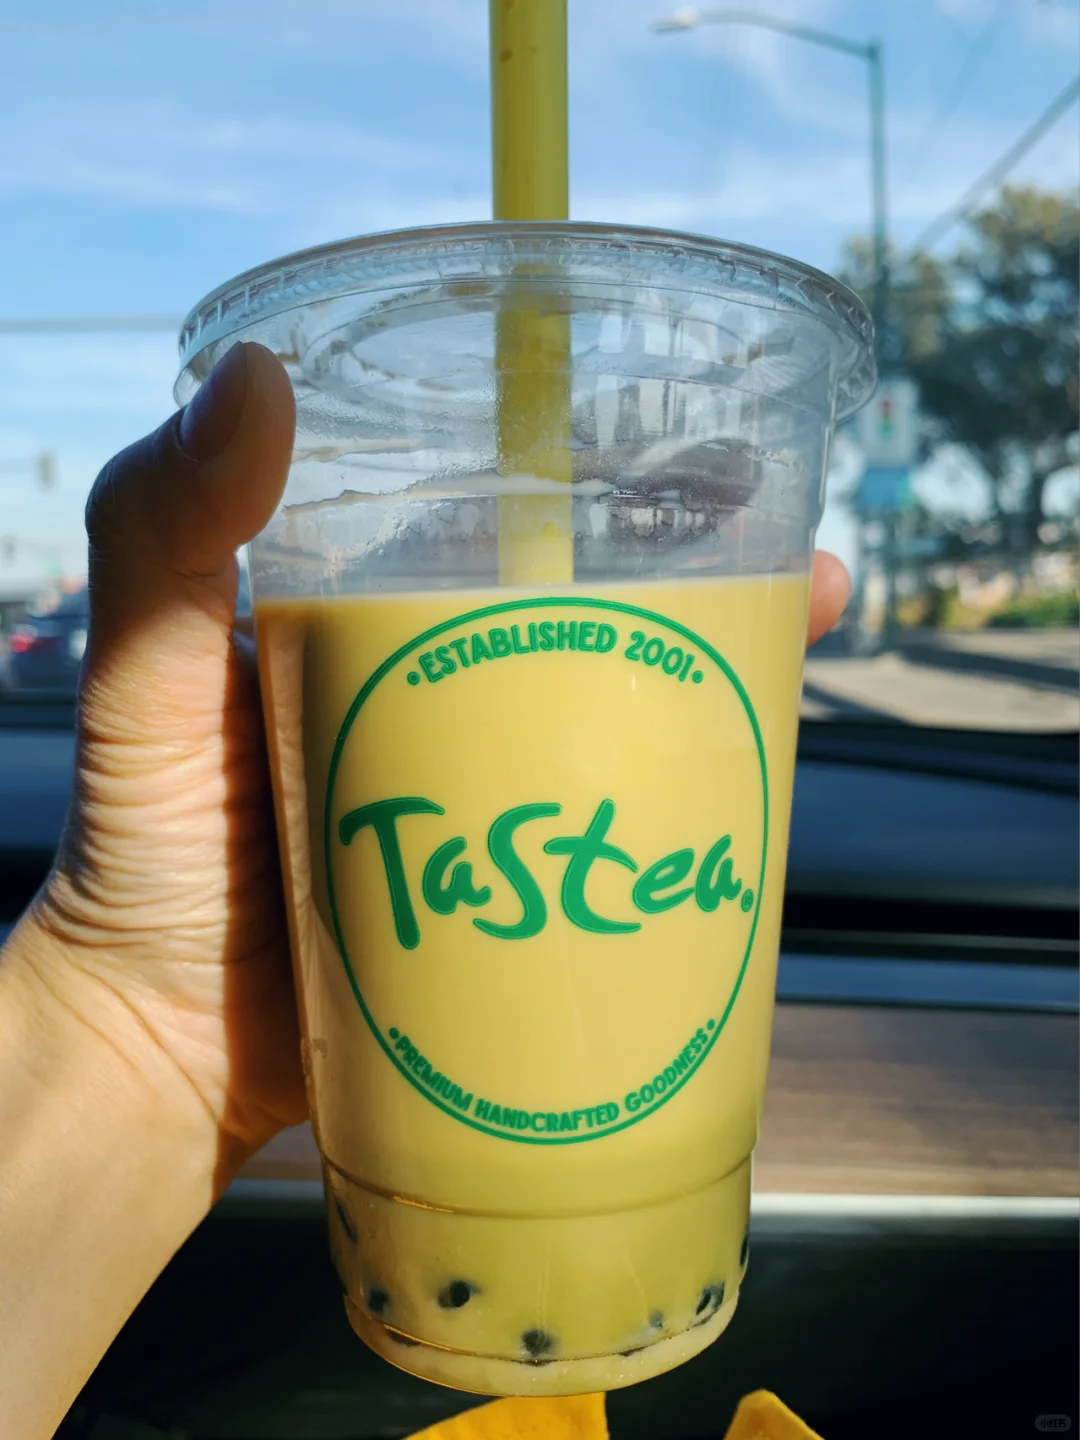 •ESTABLISHED 2001•
Tastea®
•PREMIUM HANDCRAFTED GOODNESS•